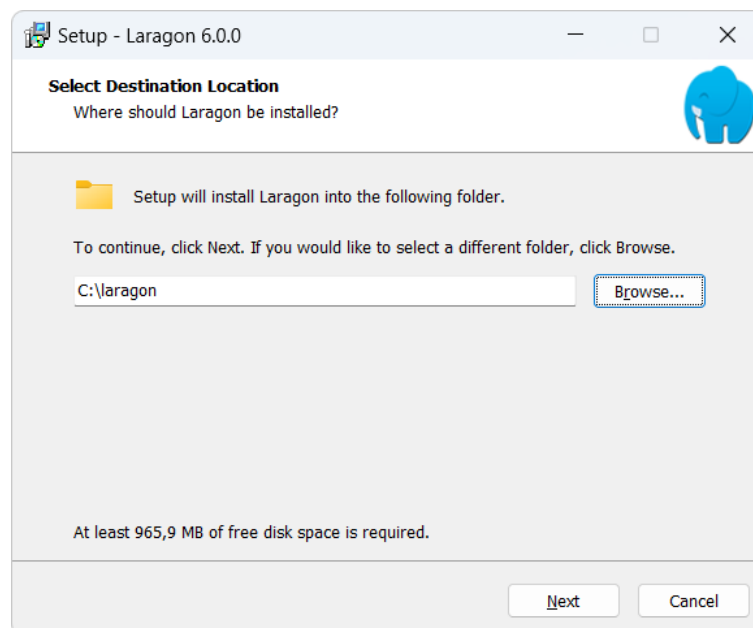 Setup - Laragon 6.0.0
Select Destination Location
Where should Laragon be installed?
Setup will install Laragon into the following folder.
To continue, click Next. If you would like to select a different folder, click Browse.
C:\laragon
Browse...
At least 965,9 MB of free disk space is required.
Next
Cancel